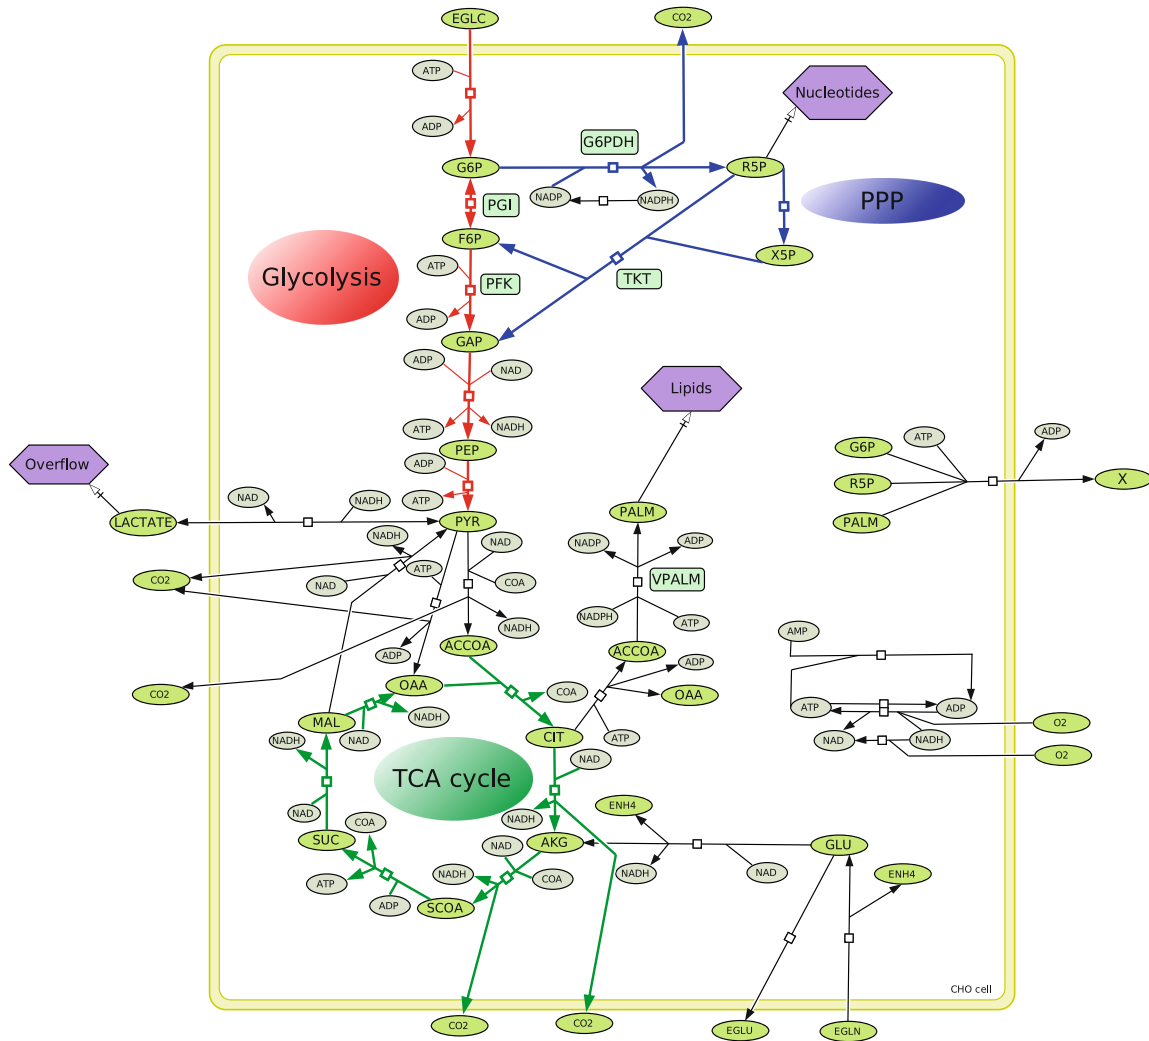 EGLC
CO2
ATP
Nucleotides
ADP
G6PDH
G6P
R5P
NADP
NADPH
PGI
PPP
F6P
X5P
ATP
Glycolysis
PFK
TKT
ADP
GAP
ADP
NAD
Lipids
ATP
NADH
ADP
ATP
PEP
G6P
Overflow
ADP
X
R5P
NAD
NADH
ATP
PALM
LACTATE
PYR
PALM
NADH
NAD
NADP
ADP
ATP
CO2
NAD
COA
VPALM
NADPH
ATP
NADH
AMP
ACCOA
ACCOA
ADP
ADP
OAA
COA
OAA
CO2
ATP
ADP
NADH
MAL
O2
NADH
NAD
CIT
ATP
NAD
NADH
O2
NAD
TCA cycle
ENH4
NAD
NADH
COA
SUC
NAD
AKG
GLU
NADH
COA
NADH
NAD
ENH4
ATP
ADP
SCOA
CHO cell
CO2
CO2
EGLU
EGLN